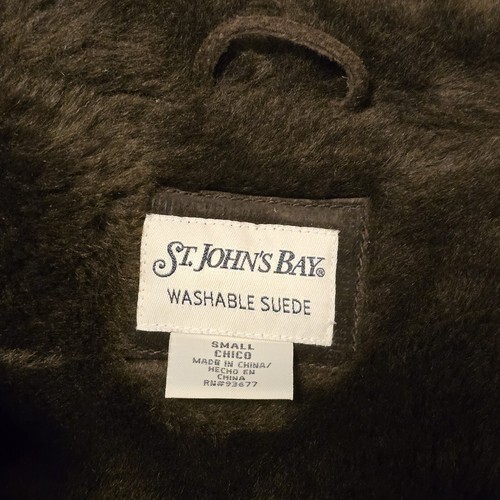 ST. JOHN'S BAY®
WASHABLE SUEDE
SMALL
CHICO
MADE IN CHINA/
HECHO EN
CHINA
RN#93677